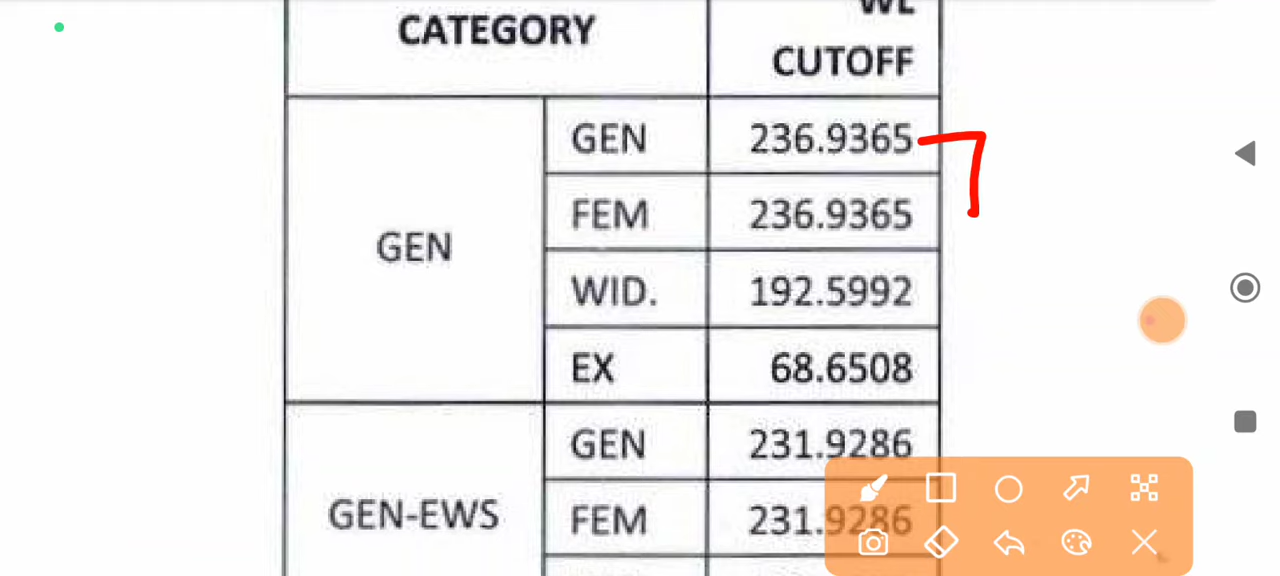 CATEGORY
CUTOFF
GEN
GEN 236.9365
FEM 236.9365
WID. 192.5992
EX 68.6508
GEN-EWS
GEN 231.9286
FEM 231.9286